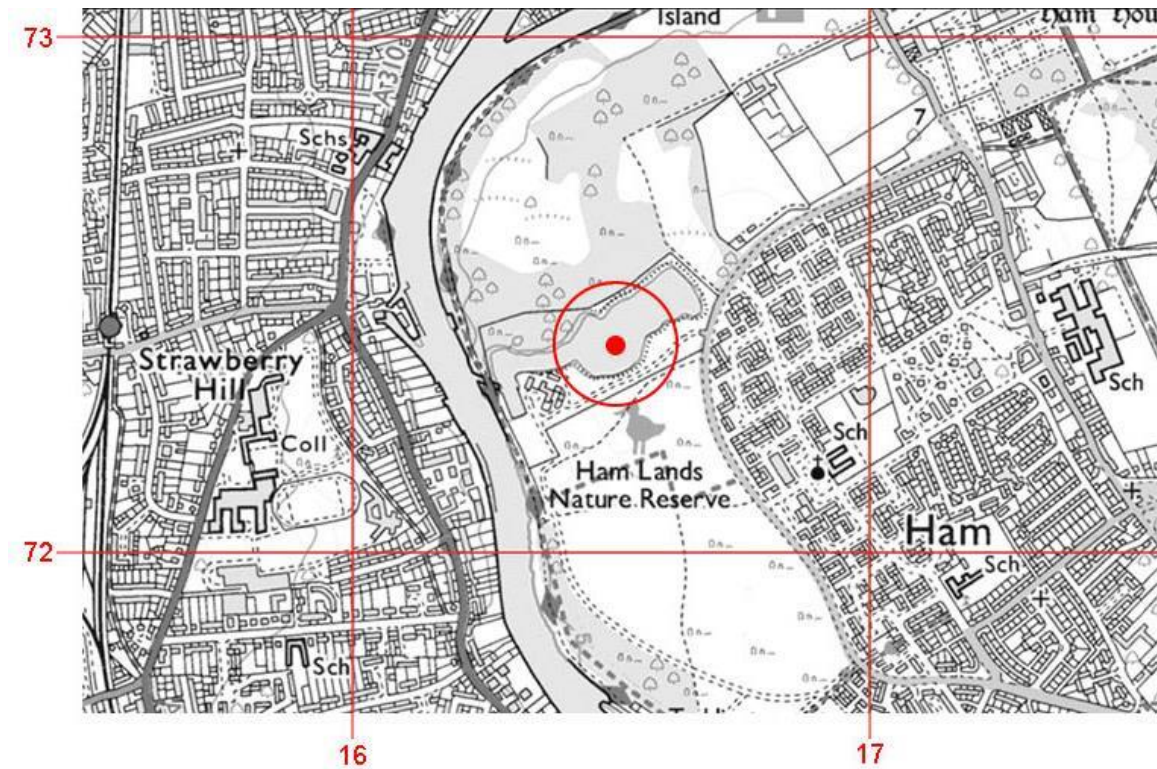 73
Island
Ham Hou
A310
Schs
7
Strawberry
Hill
Sch
Coll
Sch
Ham Lands
Nature Reserve
72
Ham
Sch
Sch
16
17